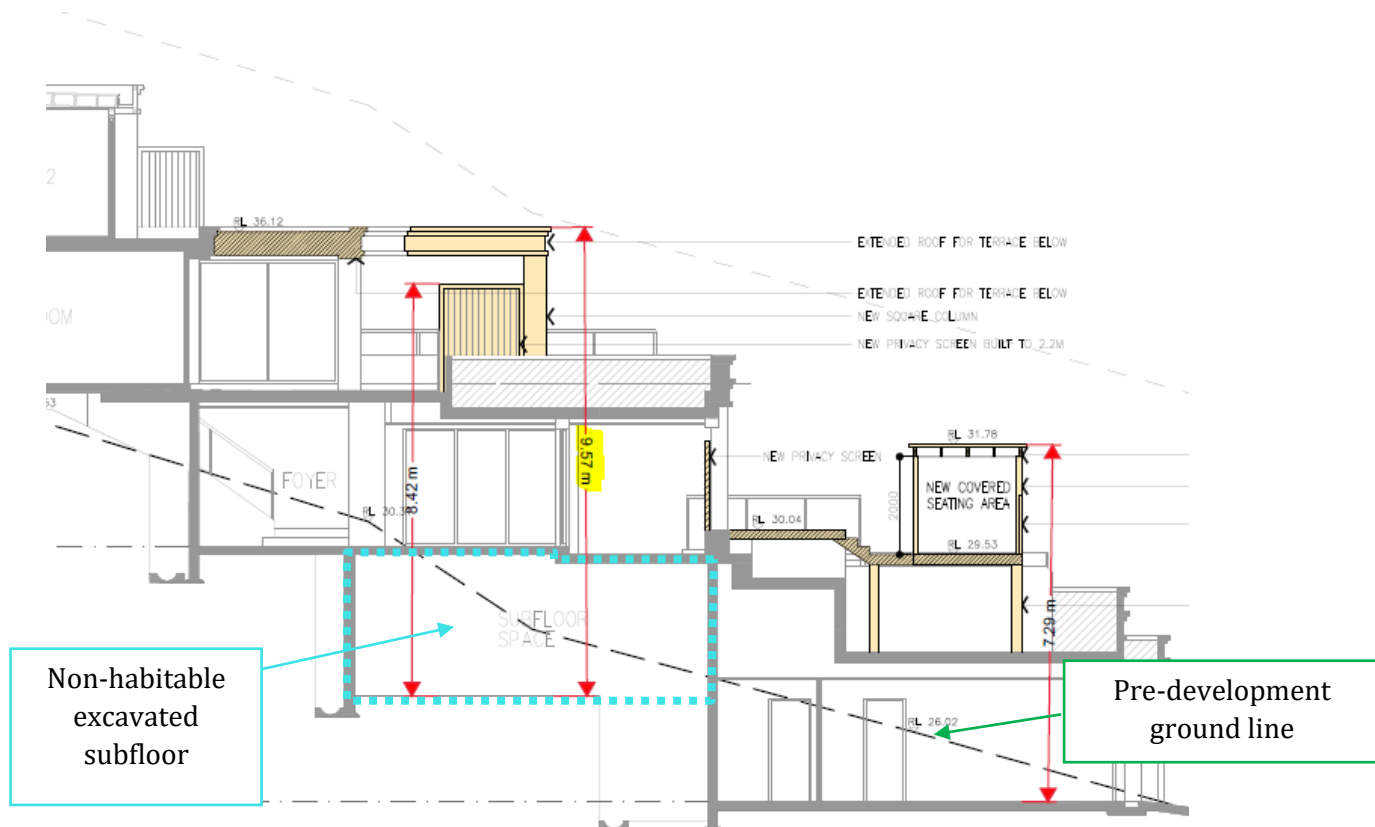 2
RL 36.12
EXTENDED ROOF FOR TERRACE BELOW
EXTENDED ROOF FOR TERRACE BELOW
NEW SQUARE COLUMN
NEW PRIVACY SCREEN BUILT TO 2.2M
OOM
53
FOYER
8.42 m
9.57 m
NEW PRIVACY SCREEN
RL 31.78
NEW COVERED
SEATING AREA
2000
RL 30.04
RL 29.53
SUBFLOOR
SPACE
7.29 m
Non-habitable
excavated
subfloor
Pre-development
ground line
RL 26.02